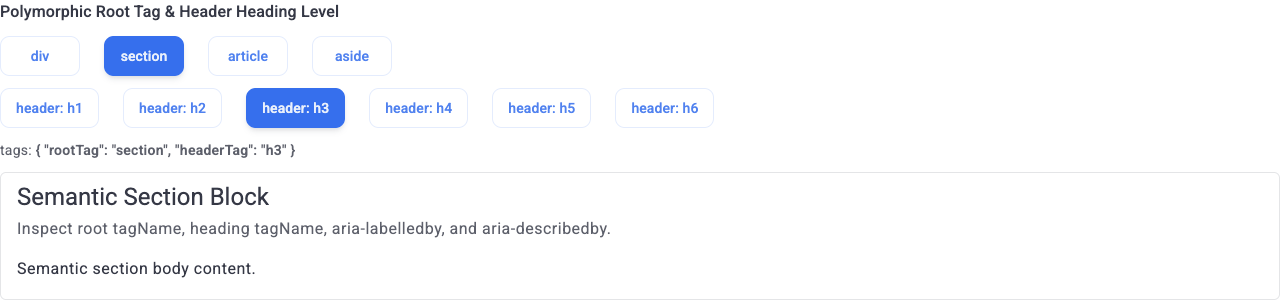 Polymorphic Root Tag & Header Heading Level
div section article aside
header: h1 header: h2 header: h3 header: h4 header: h5 header: h6
tags: { "rootTag": "section", "headerTag": "h3" }
Semantic Section Block
Inspect root tagName, heading tagName, aria-labelledby, and aria-describedby.
Semantic section body content.